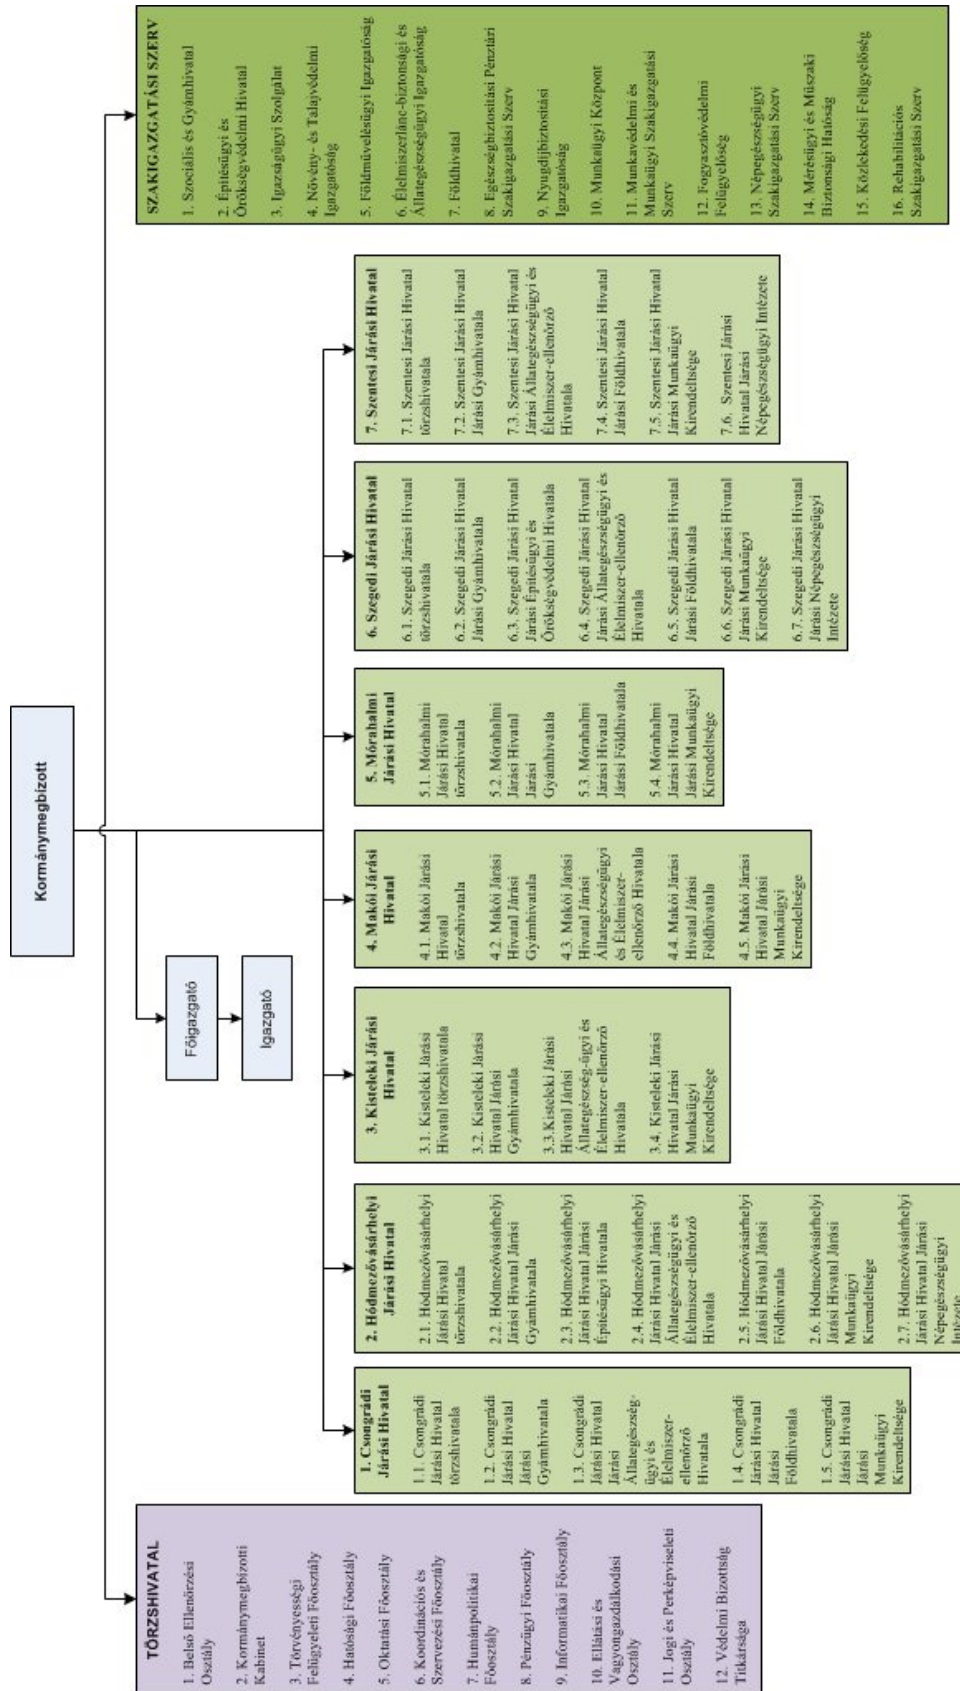 Kormánymegbízott
Főigazgató
Igazgató
TÖRZSHIVATAL
1. Belső Ellenőrzési
Osztály
2. Kormánymegbízotti
Kabinet
3. Törvényességi
Felügyeleti Főosztály
4. Hatósági Főosztály
5. Oktatási Főosztály
6. Koordinációs és
Szervezési Főosztály
7. Humánpolitikai
Főosztály
8. Pénzügyi Főosztály
9. Informatikai Főosztály
10. Ellátási és
Vagyongazdálkodási
Osztály
11. Jogi és Perképviseleti
Osztály
12. Védelmi Bizottság
Titkársága
1. Csongrádi
Járási Hivatal
1.1. Csongrádi
Járási Hivatal
törzshivatala
1.2. Csongrádi
Járási Hivatal
Járási
Gyámhivatala
1.3. Csongrádi
Járási Hivatal
Járási
Állategészség-
ügyi és
Élelmiszer-
ellenőrző
Hivatala
1.4. Csongrádi
Járási Hivatal
Járási
Földhivatala
1.5. Csongrádi
Járási Hivatal
Járási
Munkaügyi
Kirendeltsége
2. Hódmezővásárhelyi
Járási Hivatal
2.1. Hódmezővásárhelyi
Járási Hivatal
törzshivatala
2.2. Hódmezővásárhelyi
Járási Hivatal Járási
Gyámhivatala
2.3. Hódmezővásárhelyi
Járási Hivatal Járási
Építésügyi Hivatala
2.4. Hódmezővásárhelyi
Járási Hivatal Járási
Állategészségügyi és
Élelmiszer-ellenőrző
Hivatala
2.5. Hódmezővásárhelyi
Járási Hivatal Járási
Földhivatala
2.6. Hódmezővásárhelyi
Járási Hivatal Járási
Munkaügyi
Kirendeltsége
2.7. Hódmezővásárhelyi
Járási Hivatal Járási
Népegészségügyi
Intézete
3. Kisteleki Járási
Hivatal
3.1. Kisteleki Járási
Hivatal törzshivatala
3.2. Kisteleki Járási
Hivatal Járási
Gyámhivatala
3.3.Kisteleki Járási
Hivatal Járási
Állategészség-ügyi és
Élelmiszer-ellenőrző
Hivatala
3.4. Kisteleki Járási
Hivatal Járási
Munkaügyi
Kirendeltsége
4. Makói Járási
Hivatal
4.1. Makói Járási
Hivatal
törzshivatala
4.2. Makói Járási
Hivatal Járási
Gyámhivatala
4.3. Makói Járási
Hivatal Járási
Állategészségügyi
és Élelmiszer-
ellenőrző Hivatala
4.4. Makói Járási
Hivatal Járási
Földhivatala
4.5. Makói Járási
Hivatal Járási
Munkaügyi
Kirendeltsége
5. Mórahalmi
Járási Hivatal
5.1. Mórahalmi
Járási Hivatal
törzshivatala
5.2. Mórahalmi
Járási Hivatal
Járási
Gyámhivatala
5.3. Mórahalmi
Járási Hivatal
Járási Földhivatala
5.4. Mórahalmi
Járási Hivatal
Járási Munkaügyi
Kirendeltsége
6. Szegedi Járási Hivatal
6.1. Szegedi Járási Hivatal
törzshivatala
6.2. Szegedi Járási Hivatal
Járási Gyámhivatala
6.3. Szegedi Járási Hivatal
Járási Építésügyi és
Örökségvédelmi Hivatala
6.4. Szegedi Járási Hivatal
Járási Állategészségügyi és
Élelmiszer-ellenőrző
Hivatala
6.5. Szegedi Járási Hivatal
Járási Földhivatala
6.6. Szegedi Járási Hivatal
Járási Munkaügyi
Kirendeltsége
6.7. Szegedi Járási Hivatal
Járási Népegészségügyi
Intézete
7. Szentesi Járási Hivatal
7.1. Szentesi Járási Hivatal
törzshivatala
7.2. Szentesi Járási Hivatal
Járási Gyámhivatala
7.3. Szentesi Járási Hivatal
Járási Állategészségügyi és
Élelmiszer-ellenőrző
Hivatala
7.4. Szentesi Járási Hivatal
Járási Földhivatala
7.5. Szentesi Járási Hivatal
Járási Munkaügyi
Kirendeltsége
7.6. Szentesi Járási
Hivatal Járási
Népegészségügyi Intézete
SZAKIGAZGATÁSI SZERV
1. Szociális és Gyámhivatal
2. Építésügyi és
Örökségvédelmi Hivatal
3. Igazságügyi Szolgálat
4. Növény- és Talajvédelmi
Igazgatóság
5. Földművelésügyi Igazgatóság
6. Élelmiszerlánc-biztonsági és
Állategészségügyi Igazgatóság
7. Földhivatal
8. Egészségbiztosítási Pénztári
Szakigazgatási Szerv
9. Nyugdíjbiztosítási
Igazgatóság
10. Munkaügyi Központ
11. Munkavédelmi és
Munkaügyi Szakigazgatási
Szerv
12. Fogyasztóvédelmi
Felügyelőség
13. Népegészségügyi
Szakigazgatási Szerv
14. Mérésügyi és Műszaki
Biztonsági Hatóság
15. Közlekedési Felügyelőség
16. Rehabilitációs
Szakigazgatási Szerv